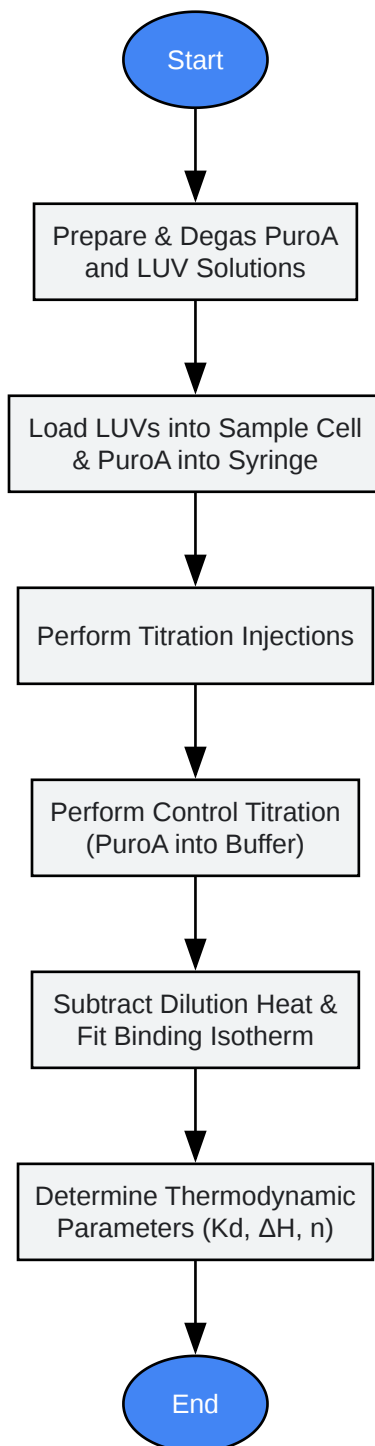 Start
Prepare & Degas PuroA
and LUV Solutions
Load LUVs into Sample Cell
& PuroA into Syringe
Perform Titration Injections
Perform Control Titration
(PuroA into Buffer)
Subtract Dilution Heat &
Fit Binding Isotherm
Determine Thermodynamic
Parameters (Kd, ΔH, n)
End